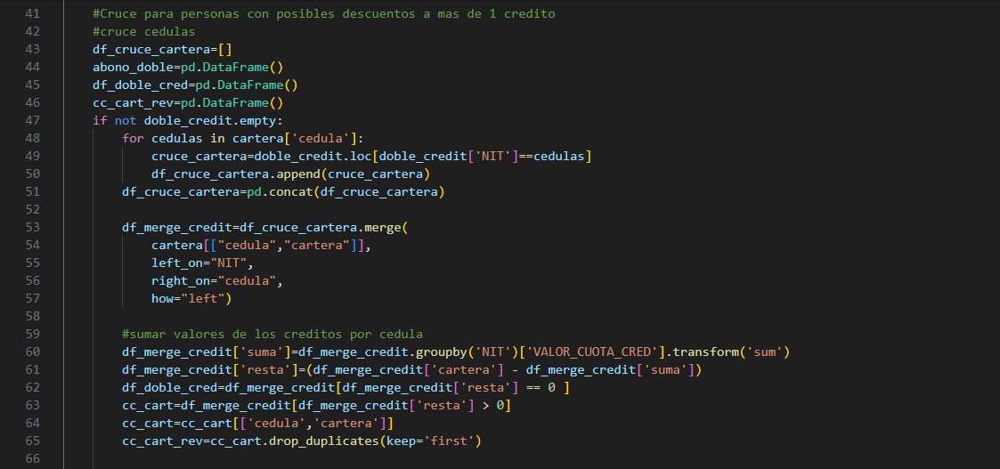 41 #Cruce para personas con posibles descuentos a mas de 1 credito
42 #cruce cedulas
43 df_cruce_cartera=[]
44 abono_doble=pd.DataFrame()
45 df_doble_cred=pd.DataFrame()
46 cc_cart_rev=pd.DataFrame()
47 if not doble_credit.empty:
48 for cedulas in cartera['cedula']:
49 cruce_cartera=doble_credit.loc[doble_credit['NIT']==cedulas]
50 df_cruce_cartera.append(cruce_cartera)
51 df_cruce_cartera=pd.concat(df_cruce_cartera)
52
53 df_merge_credit=df_cruce_cartera.merge(
54 cartera[["cedula","cartera"]],
55 left_on="NIT",
56 right_on="cedula",
57 how="left")
58
59 #sumar valores de los creditos por cedula
60 df_merge_credit['suma']=df_merge_credit.groupby('NIT')['VALOR_CUOTA_CRED'].transform('sum')
61 df_merge_credit['resta']=(df_merge_credit['cartera'] - df_merge_credit['suma'])
62 df_doble_cred=df_merge_credit[df_merge_credit['resta'] == 0 ]
63 cc_cart=df_merge_credit[df_merge_credit['resta'] > 0]
64 cc_cart=cc_cart[['cedula','cartera']]
65 cc_cart_rev=cc_cart.drop_duplicates(keep='first')
66